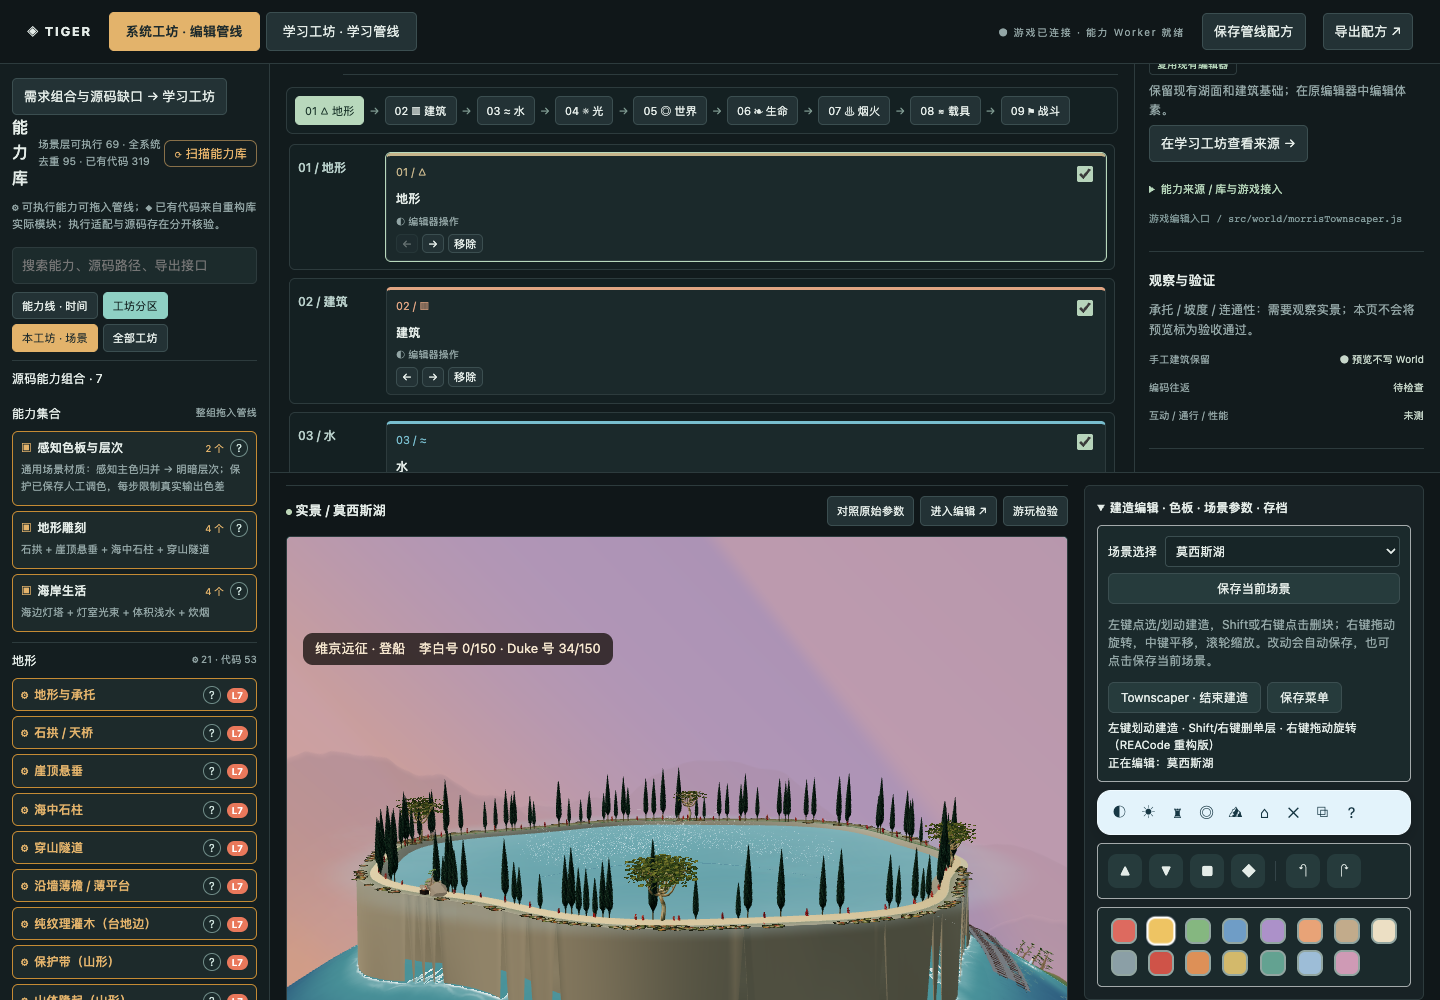 ◈ TIGER
系统工坊 · 编辑管线
学习工坊 · 学习管线
游戏已连接 · 能力 Worker 就绪
保存管线配方
导出配方 ↗
需求组合与源码缺口 → 学习工坊
能力库
场景层可执行 69 · 全系统去重 95 · 已有代码 319
⟳ 扫描能力库
⚙ 可执行能力可拖入管线；◆ 已有代码来自重构库
实际模块；执行适配与源码存在分开核验。
搜索能力、源码路径、导出接口
能力线 · 时间
工坊分区
本工坊 · 场景
全部工坊
源码能力组合 · 7
能力集合
整组拖入管线
▣ 感知色板与层次
2 个 ?
通用场景材质：感知主色归并 → 明暗层次；保
护已保存人工调色，每步限制真实输出色差
▣ 地形雕刻
4 个 ?
石拱 + 崖顶悬垂 + 海中石柱 + 穿山隧道
▣ 海岸生活
4 个 ?
海边灯塔 + 灯室光束 + 体积浅水 + 炊烟
地形
⚙ 21 · 代码 53
⚙ 地形与承托 ? L7
⚙ 石拱 / 天桥 ? L7
⚙ 崖顶悬垂 ? L7
⚙ 海中石柱 ? L7
⚙ 穿山隧道 ? L7
⚙ 沿墙薄檐 / 薄平台 ? L7
⚙ 纯纹理灌木（台地边） ? L7
⚙ 保护带（山形） ? L7
⚙ 山体隆起（山形） ? L7
01 △ 地形 → 02 ▥ 建筑 → 03 ≈ 水 → 04 ☀ 光 → 05 ◎ 世界 → 06 ❧ 生命 → 07 ♨ 烟火 → 08 ≈ 载具 → 09 ⚑ 战斗
01 / 地形
01 / △
地形
◐ 编辑器操作
← → 移除
02 / 建筑
02 / ▥
建筑
◐ 编辑器操作
← → 移除
03 / 水
03 / ≈
水
复用现有编辑器
保留现有湖面和建筑基础；在原编辑器中编辑体
素。
在学习工坊查看来源 →
▸ 能力来源 / 库与游戏接入
游戏编辑入口 / src/world/morrisTownscaper.js
观察与验证
承托 / 坡度 / 连通性：需要观察实景；本页不会将
预览标为验收通过。
手工建筑保留
● 预览不写 World
编码往返
待检查
互动 / 通行 / 性能
未测
实景 / 莫西斯湖
对照原始参数
进入编辑 ↗
游玩检验
维京远征 · 登船 李白号 0/150 · Duke 号 34/150
▼ 建造编辑 · 色板 · 场景参数 · 存档
场景选择
莫西斯湖
保存当前场景
左键点选/划动建造，Shift或右键点击删块；右键拖动
旋转，中键平移，滚轮缩放。改动会自动保存，也可
点击保存当前场景。
Townscaper · 结束建造
保存菜单
左键划动建造 · Shift/右键删单层 · 右键拖动旋转
（REACode 重构版）
正在编辑：莫西斯湖
?